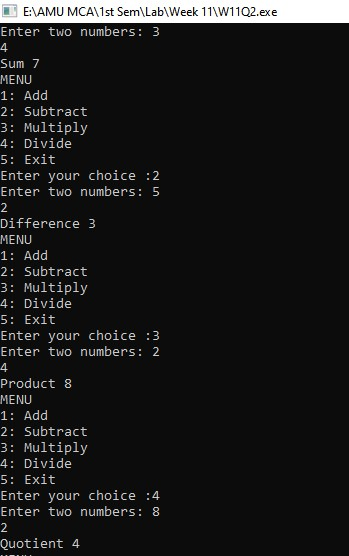 E:\AMU MCA\1st Sem\Lab\Week 11\W11Q2.exe
Enter two numbers: 3
4
Sum 7
MENU
1: Add
2: Subtract
3: Multiply
4: Divide
5: Exit
Enter your choice :2
Enter two numbers: 5
2
Difference 3
MENU
1: Add
2: Subtract
3: Multiply
4: Divide
5: Exit
Enter your choice :3
Enter two numbers: 2
4
Product 8
MENU
1: Add
2: Subtract
3: Multiply
4: Divide
5: Exit
Enter your choice :4
Enter two numbers: 8
2
Quotient 4